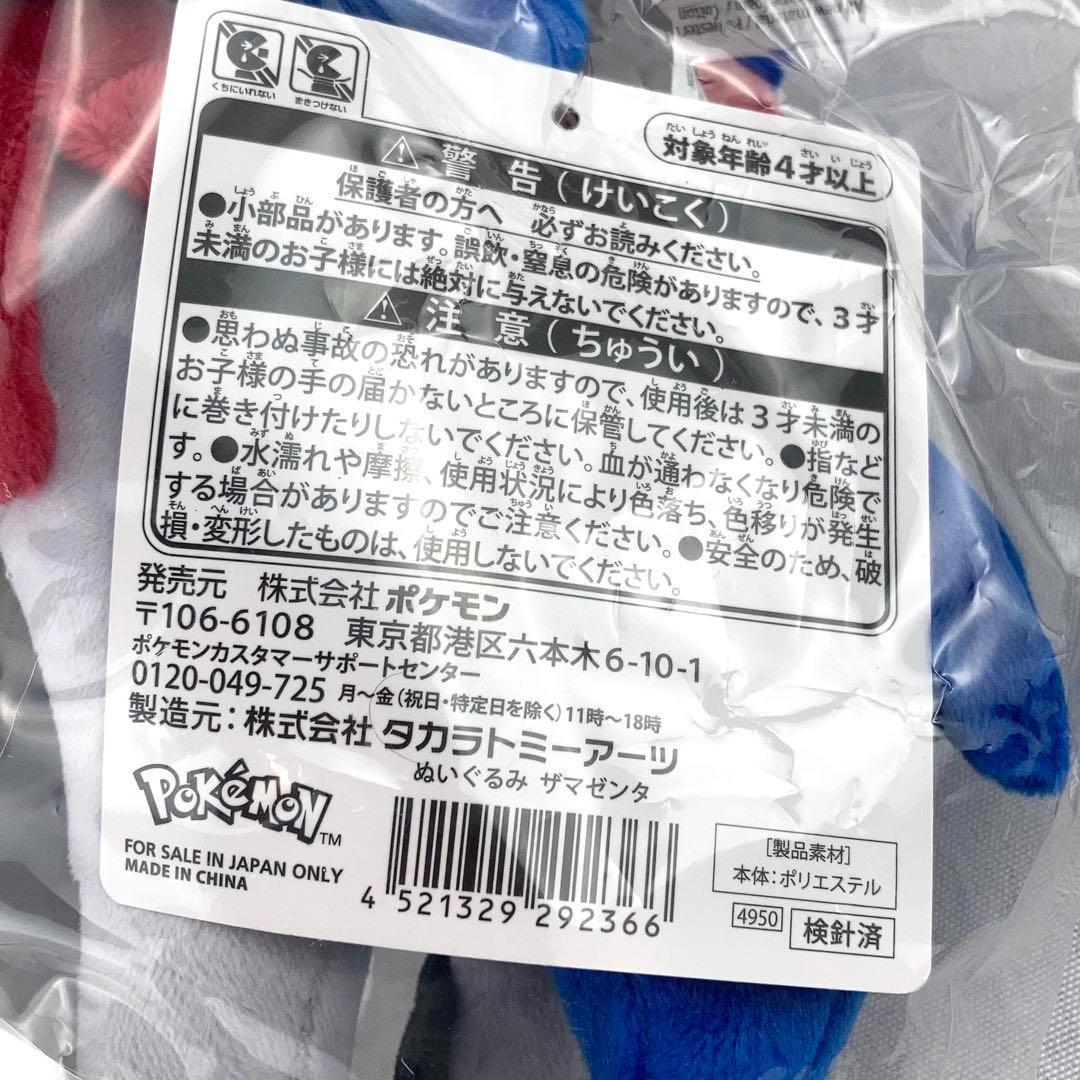 くちにいれない
まきつけない
対象年齢4才以上
警告（けいこく）
保護者の方へ 必ずお読みください。
●小部品があります。誤飲・窒息の危険がありますので、3才
未満のお子様には絶対に与えないでください。
注意（ちゅうい）
●思わぬ事故の恐れがありますので、使用後は3才未満の
お子様の手の届かないところに保管してください。●指など
に巻き付けたりしないでください。血が通わなくなり危険で
す。●水濡れや摩擦、使用状況により色落ち、色移りが発生
する場合がありますのでご注意ください。●安全のため、破
損・変形したものは、使用しないでください。
発売元 株式会社 ポケモン
〒106-6108 東京都港区六本木6-10-1
ポケモンカスタマーサポートセンター
0120-049-725 月～金（祝日・特定日を除く）11時～18時
製造元：株式会社 タカラトミーアーツ
ぬいぐるみ ザマゼンタ
POKéMON™
FOR SALE IN JAPAN ONLY
MADE IN CHINA
4 521329 292366
［製品素材］
本体：ポリエステル
4950
検針済